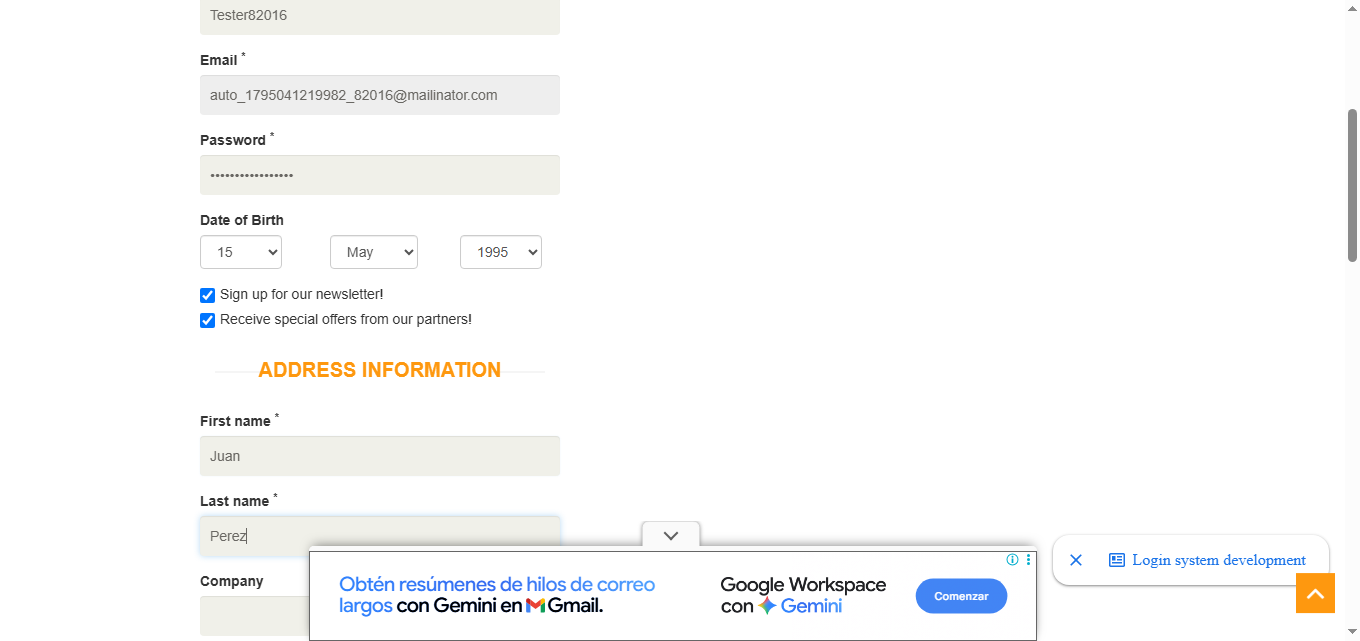 Tester82016
Email *
auto_1795041219982_82016@mailinator.com
Password *
•••••••••••••••••
Date of Birth
15 May 1995
Sign up for our newsletter!
Receive special offers from our partners!
ADDRESS INFORMATION
First name *
Juan
Last name *
Perez
Company
Obtén resúmenes de hilos de correo
largos con Gemini en Gmail.
Google Workspace
con Gemini
Comenzar
Login system development